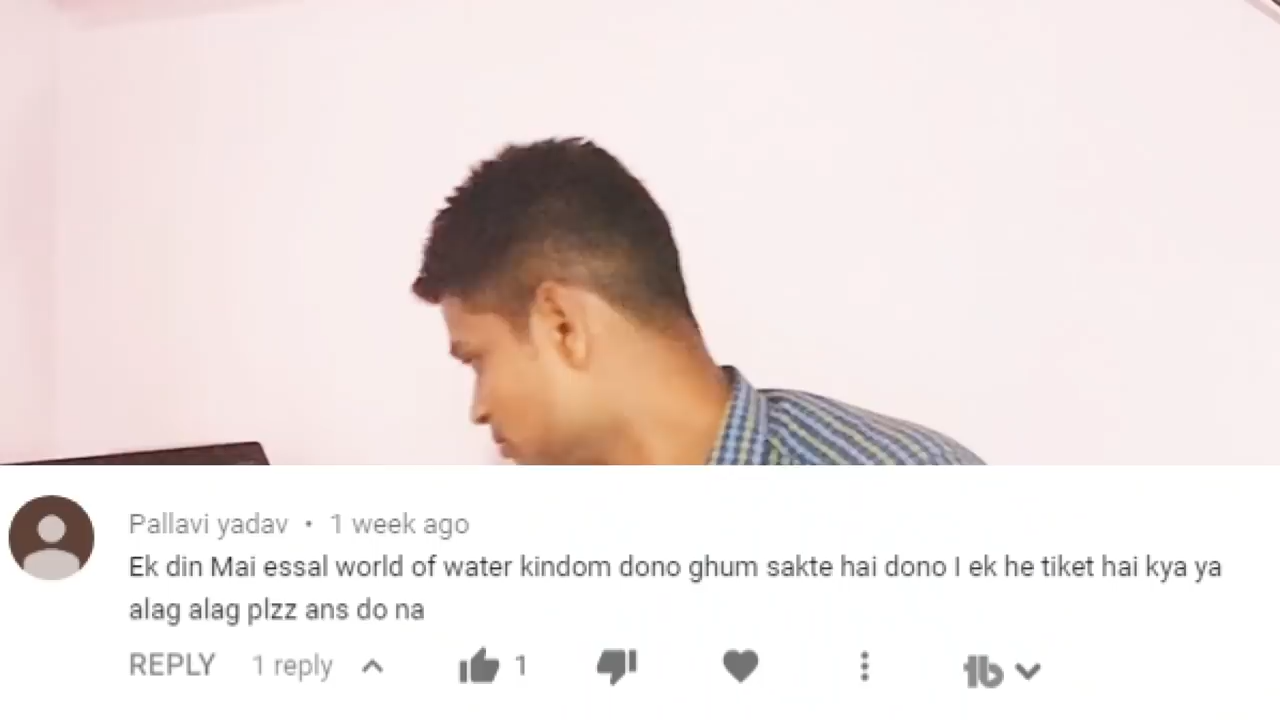 Pallavi yadav • 1 week ago
Ek din Mai essal world of water kindom dono ghum sakte hai dono I ek he tiket hai kya ya
alag alag plzz ans do na
REPLY 1 reply 1 tb